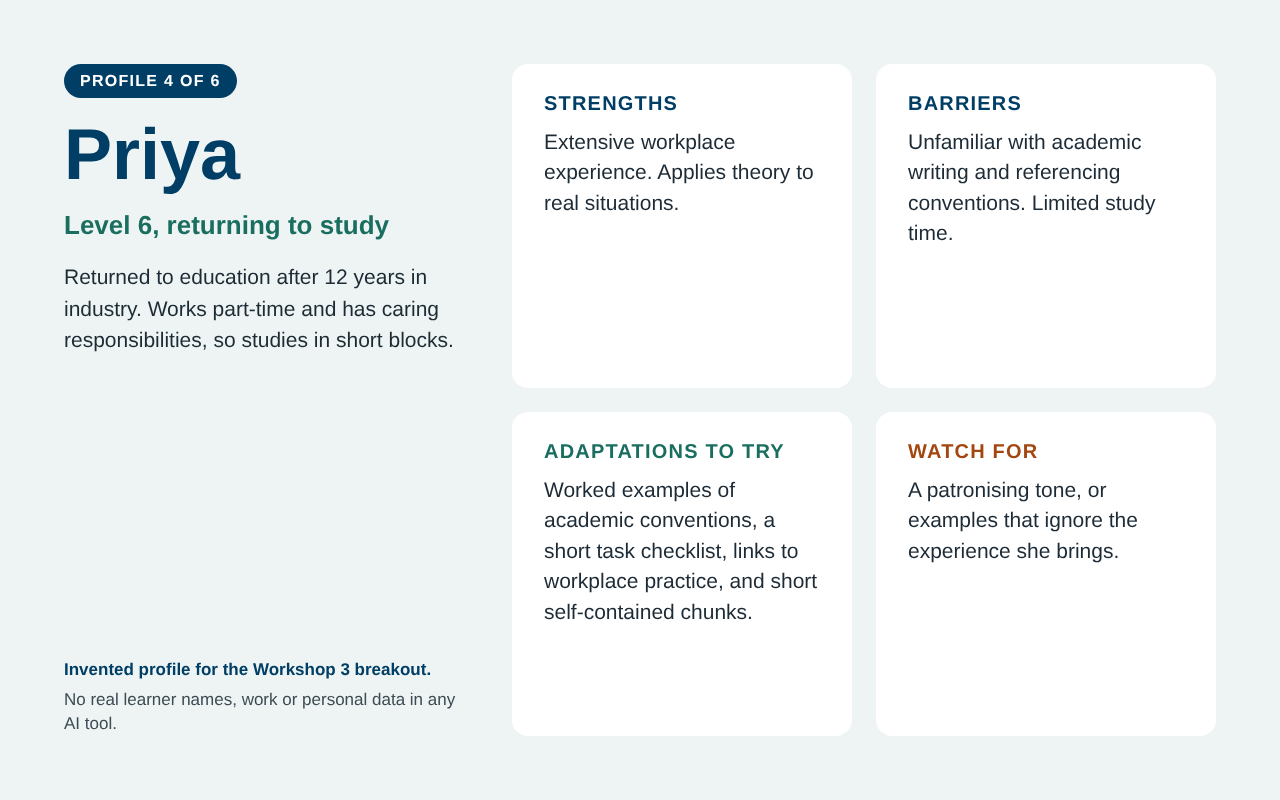 PROFILE 4 OF 6
Priya
Level 6, returning to study
Returned to education after 12 years in
industry. Works part-time and has caring
responsibilities, so studies in short blocks.
Invented profile for the Workshop 3 breakout.
No real learner names, work or personal data in any
AI tool.
STRENGTHS
Extensive workplace
experience. Applies theory to
real situations.
BARRIERS
Unfamiliar with academic
writing and referencing
conventions. Limited study
time.
ADAPTATIONS TO TRY
Worked examples of
academic conventions, a
short task checklist, links to
workplace practice, and short
self-contained chunks.
WATCH FOR
A patronising tone, or
examples that ignore the
experience she brings.